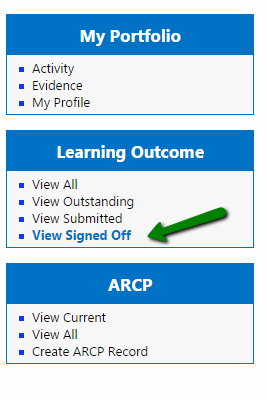 My Portfolio
Activity
Evidence
My Profile
Learning Outcome
View All
View Outstanding
View Submitted
View Signed Off
ARCP
View Current
View All
Create ARCP Record